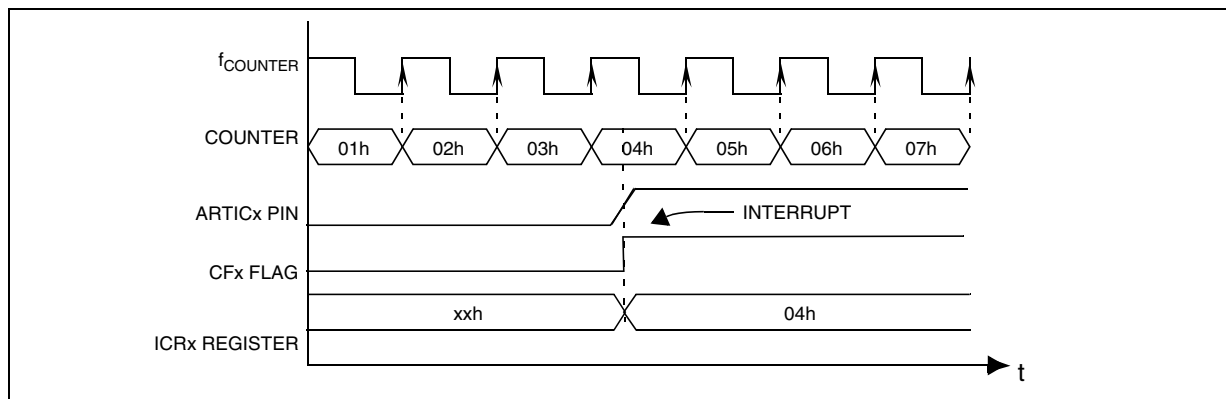 fCOUNTER
COUNTER
01h 02h 03h 04h 05h 06h 07h
ARTICx PIN
INTERRUPT
CFx FLAG
xxh 04h
ICRx REGISTER
t